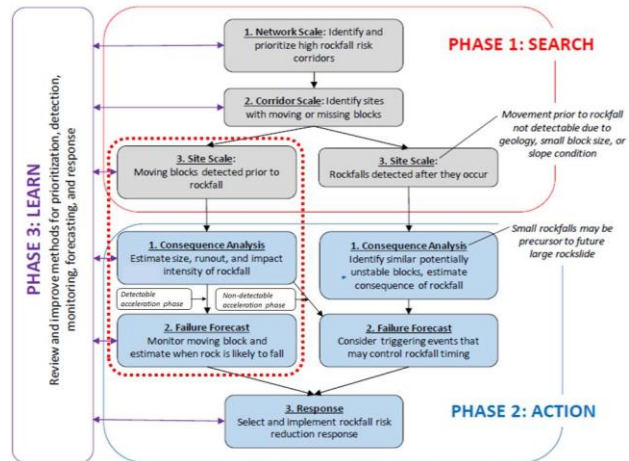 PHASE 3: LEARN
Review and improve methods for prioritization, detection,
monitoring, forecasting, and response
PHASE 1: SEARCH
1. Network Scale: Identify and
prioritize high rockfall risk
corridors
2. Corridor Scale: Identify sites
with moving or missing blocks
Movement prior to rockfall
not detectable due to
geology, small block size, or
slope condition
3. Site Scale:
Moving blocks detected prior to
rockfall
3. Site Scale:
Rockfalls detected after they occur
1. Consequence Analysis
Estimate size, runout, and impact
intensity of rockfall
1. Consequence Analysis
Identify similar potentially
unstable blocks, estimate
consequence of rockfall
Small rockfalls may be
precursor to future
large rockslide
Detectable
acceleration phase
Non-detectable
acceleration phase
2. Failure Forecast
Monitor moving block and
estimate when rock is likely to fall
2. Failure Forecast
Consider triggering events that
may control rockfall timing
3. Response
Select and implement rockfall risk
reduction response
PHASE 2: ACTION